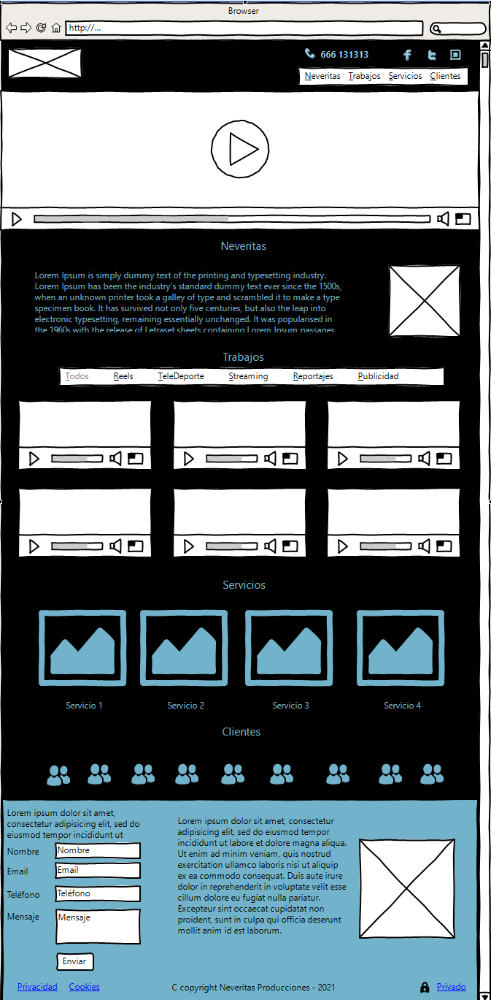 Browser
http://...
666 131313
Neveritas Trabajos Servicios Clientes
Neveritas
Lorem Ipsum is simply dummy text of the printing and typesetting industry.
Lorem Ipsum has been the industry's standard dummy text ever since the 1500s,
when an unknown printer took a galley of type and scrambled it to make a type
specimen book. It has survived not only five centuries, but also the leap into
electronic typesetting, remaining essentially unchanged. It was popularised in
the 1960s with the release of Letraset sheets containing Lorem Ipsum passages
Trabajos
Todos Reels TeleDeporte Streaming Reportajes Publicidad
Servicios
Servicio 1 Servicio 2 Servicio 3 Servicio 4
Clientes
Lorem ipsum dolor sit amet,
consectetur adipisicing elit, sed do
eiusmod tempor incididunt ut
Nombre Nombre
Email Email
Teléfono Teléfono
Mensaje Mensaje
Enviar
Lorem ipsum dolor sit amet, consectetur
adipisicing elit, sed do eiusmod tempor
incididunt ut labore et dolore magna aliqua.
Ut enim ad minim veniam, quis nostrud
exercitation ullamco laboris nisi ut aliquip
ex ea commodo consequat. Duis aute irure
dolor in reprehenderit in voluptate velit esse
cillum dolore eu fugiat nulla pariatur.
Excepteur sint occaecat cupidatat non
proident, sunt in culpa qui officia deserunt
mollit anim id est laborum.
Privacidad Cookies C copyright Neveritas Producciones - 2021 Privado